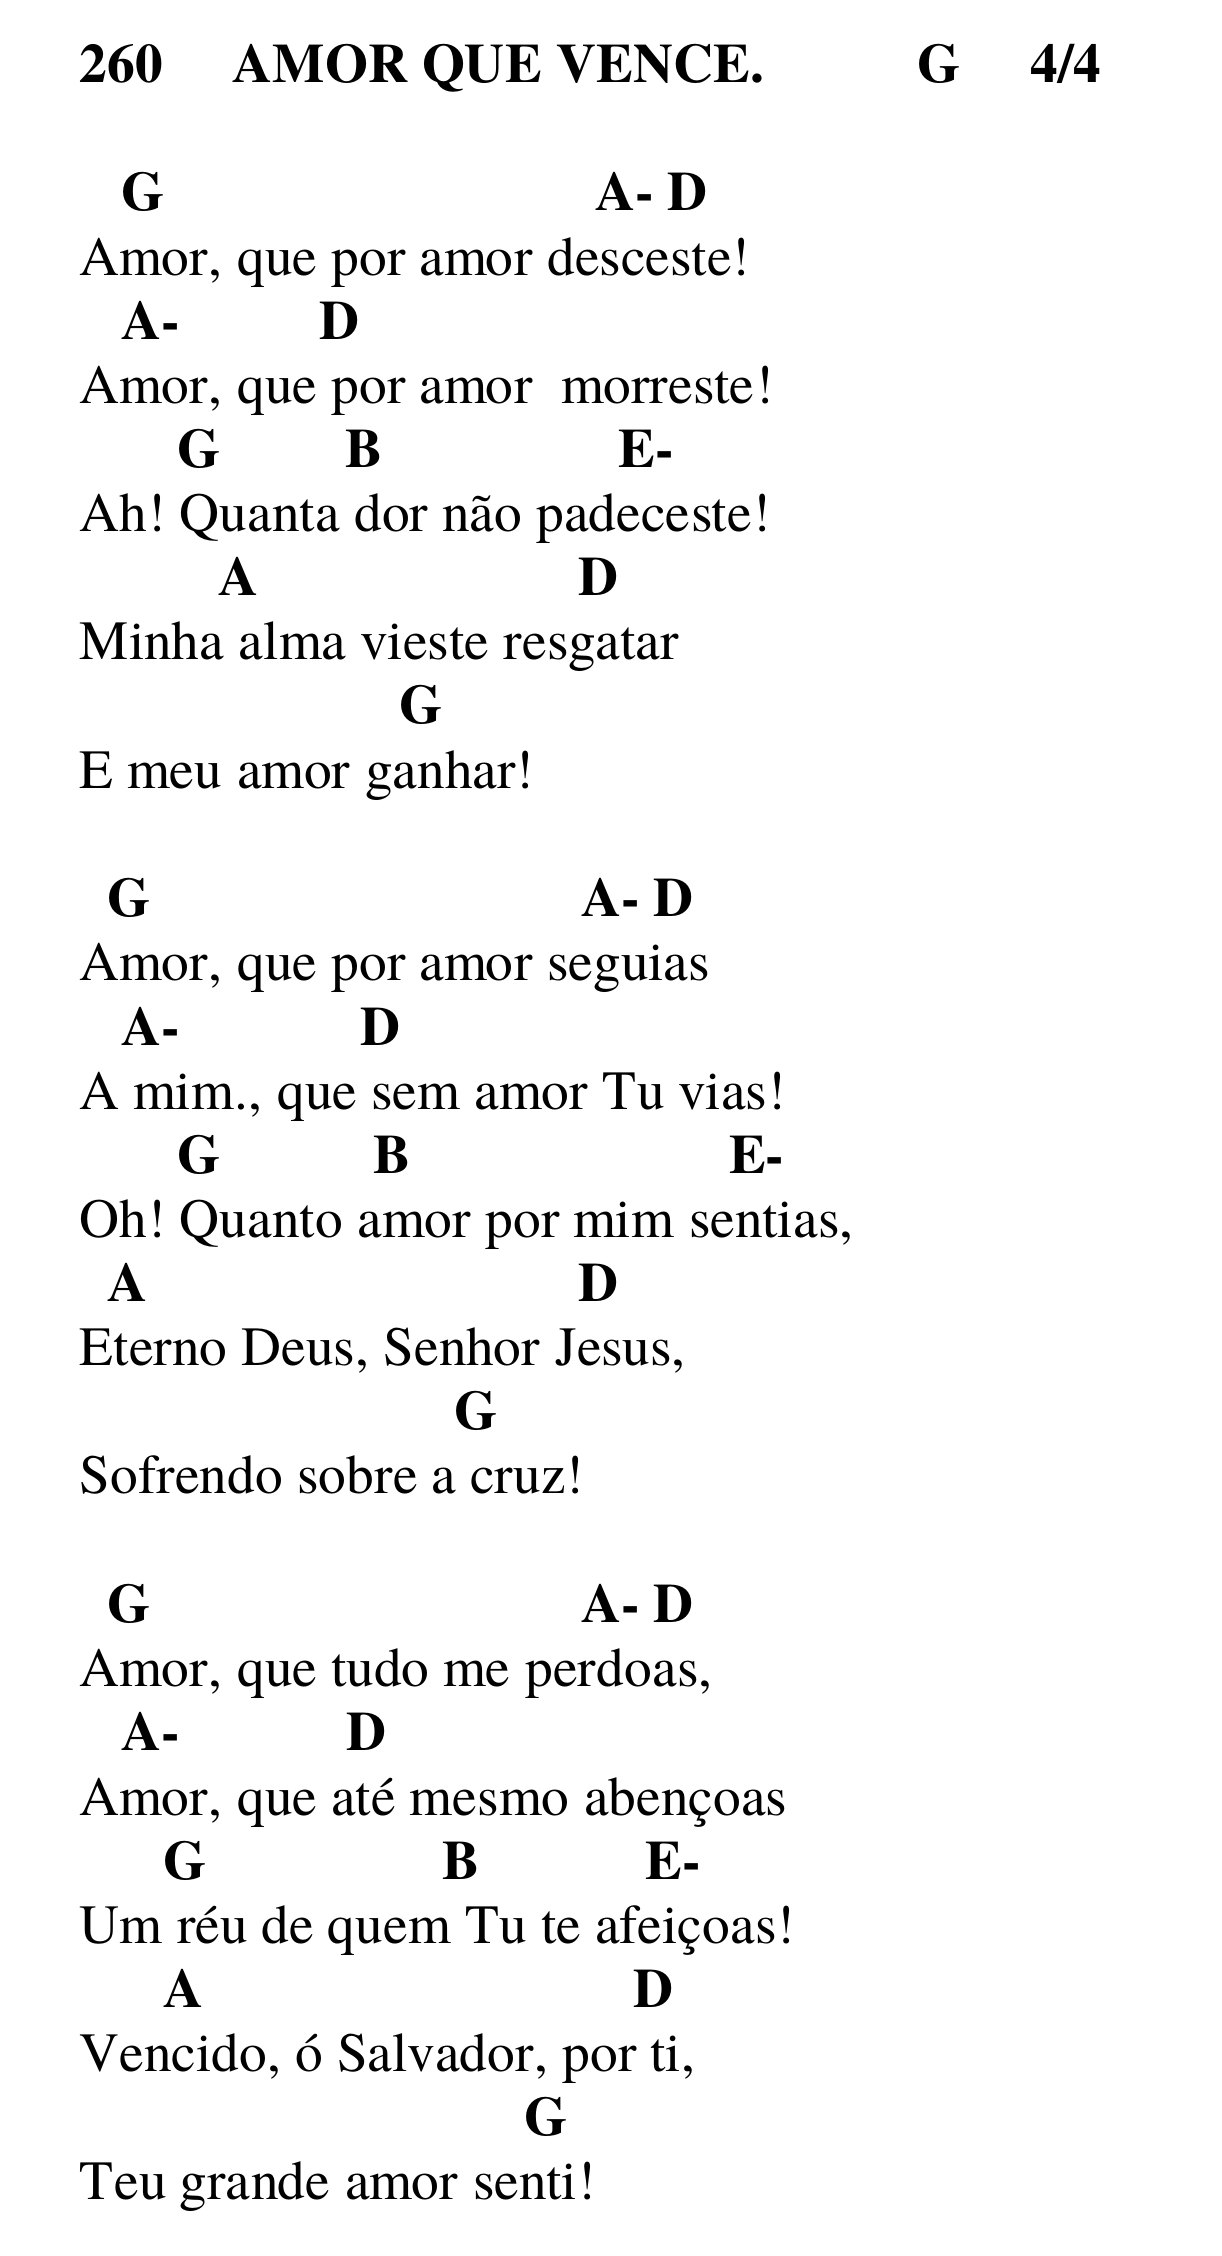 260 AMOR QUE VENCE. G 4/4
G A- D
Amor, que por amor desceste!
A- D
Amor, que por amor morreste!
G B E-
Ah! Quanta dor não padeceste!
A D
Minha alma vieste resgatar
G
E meu amor ganhar!
G A- D
Amor, que por amor seguias
A- D
A mim., que sem amor Tu vias!
G B E-
Oh! Quanto amor por mim sentias,
A D
Eterno Deus, Senhor Jesus,
G
Sofrendo sobre a cruz!
G A- D
Amor, que tudo me perdoas,
A- D
Amor, que até mesmo abençoas
G B E-
Um réu de quem Tu te afeiçoas!
A D
Vencido, ó Salvador, por ti,
G
Teu grande amor senti!